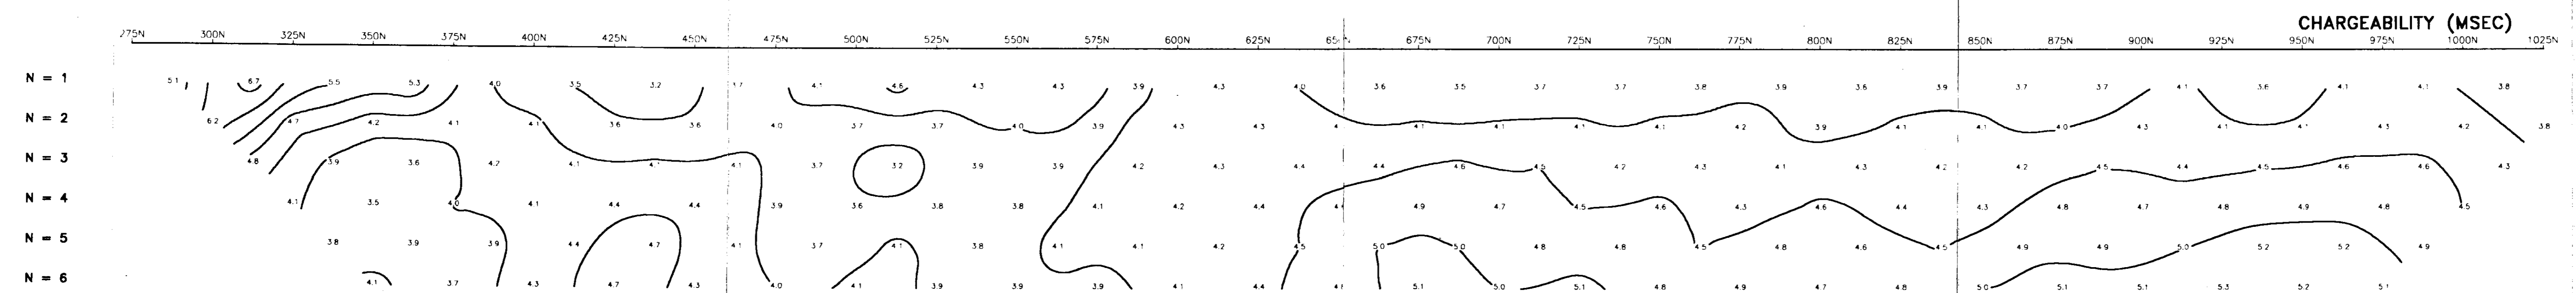 CHARGEABILITY (MSEC)
275N 300N 325N 350N 375N 400N 425N 450N 475N 500N 525N 550N 575N 600N 625N 675N 700N 725N 750N 775N 800N 825N 850N 875N 900N 925N 950N 975N 1000N 1025N
N = 1 5.1 6.7 5.5 5.3 4.0 3.5 3.2 4.1 4.6 4.3 4.3 3.9 4.3 4.0 3.6 3.5 3.7 3.7 3.8 3.9 3.6 3.9 3.7 3.7 4.1 3.6 4.1 4.1 3.8
N = 2 6.2 4.7 4.2 4.1 4.1 3.6 3.6 4.0 3.7 3.7 4.0 3.9 4.3 4.3 4.1 4.1 4.1 4.1 4.2 3.9 4.1 4.1 4.0 4.3 4.1 4.3 4.2 3.8
N = 3 4.8 3.9 3.6 4.2 4.1 4.1 3.7 3.2 3.9 3.9 4.2 4.3 4.4 4.4 4.6 4.5 4.2 4.3 4.1 4.3 4.2 4.2 4.5 4.4 4.5 4.6 4.6 4.3
N = 4 4.1 3.5 4.0 4.1 4.4 4.4 3.9 3.6 3.8 3.8 4.1 4.2 4.4 4.9 4.7 4.5 4.6 4.3 4.6 4.4 4.3 4.8 4.7 4.8 4.9 4.8 4.5
N = 5 3.8 3.9 3.9 4.4 4.7 4.1 3.7 4.1 3.8 4.1 4.1 4.2 4.5 5.0 5.0 4.8 4.8 4.5 4.8 4.6 4.5 4.9 4.9 5.0 5.2 5.2 4.9
N = 6 4.1 3.7 4.3 4.7 4.3 4.0 4.1 3.9 3.9 3.9 4.1 4.4 5.1 5.0 5.1 4.8 4.9 4.7 4.8 5.0 5.1 5.1 5.3 5.2 5.1